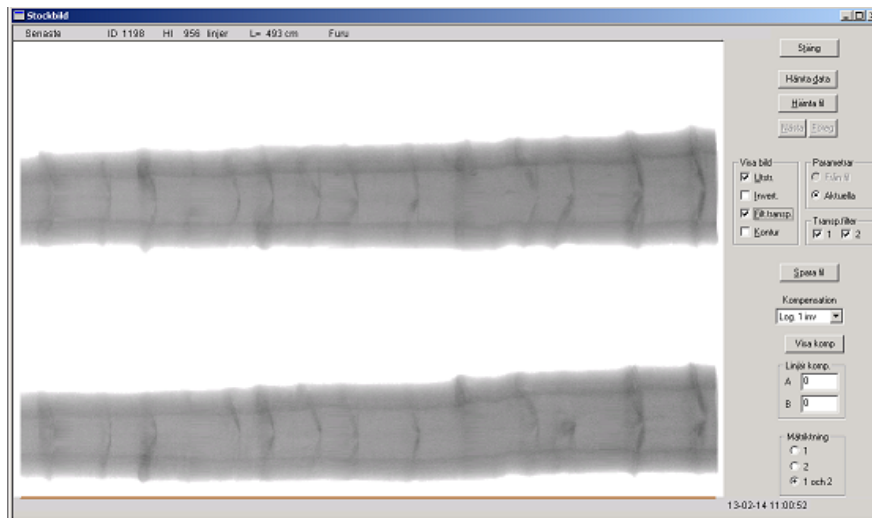 Stockbild
Senaste ID 1198 HI 956 linjer L= 493 cm Furu
Stäng
Hämta data
Hämta fil
Nästa Föreg
Visa bild
Utstr.
Invert.
Filt.transp.
Kontur
Parametrar
Från fil
Aktuella
Transp.filter
1 2
Spara fil
Kompensation
Log. 1 inv
Visa komp
Linjär komp.
A 0
B 0
Mätriktning
1
2
1 och 2
13-02-14 11:00:52